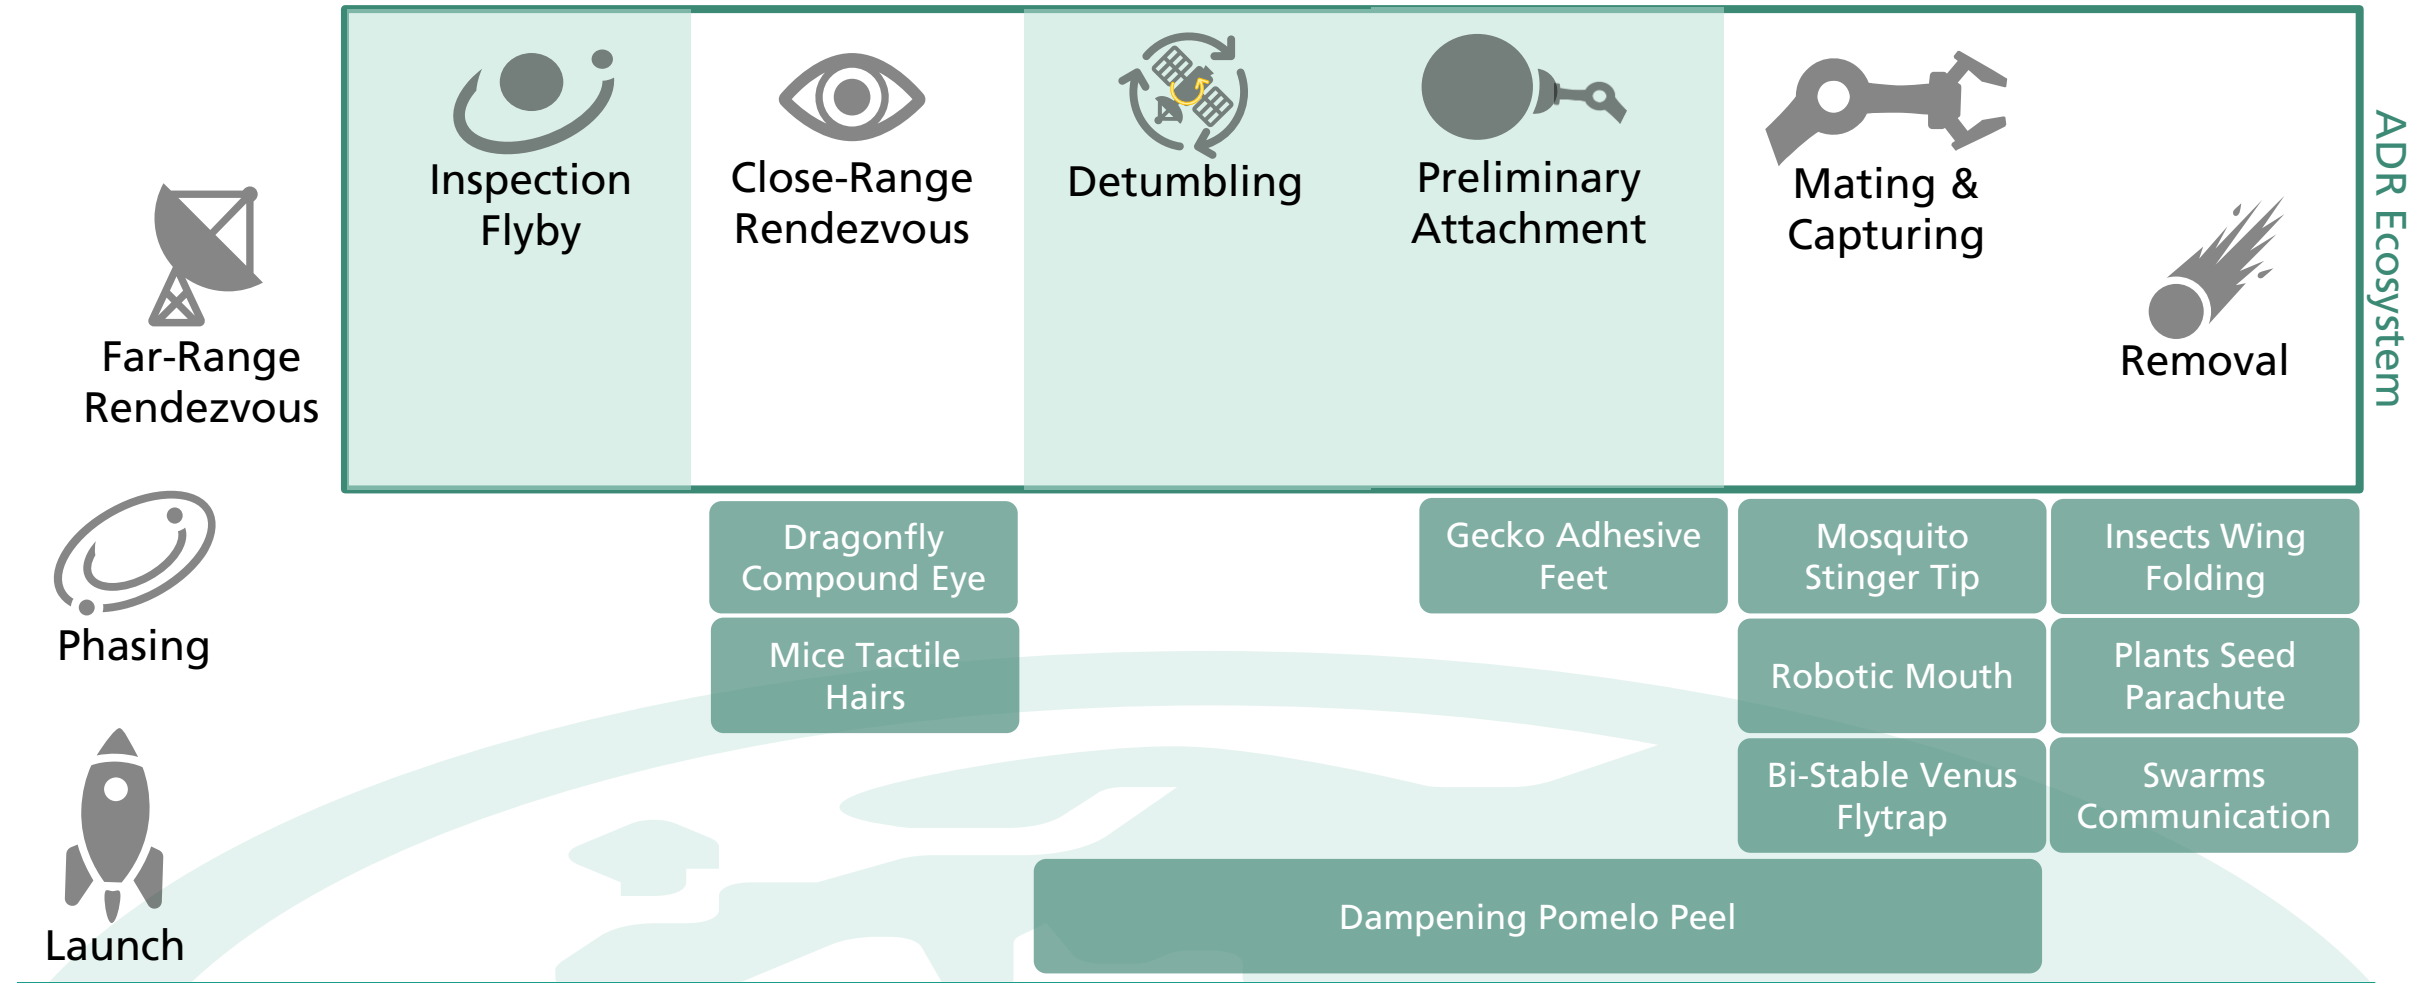 Inspection
Flyby
Close-Range
Rendezvous
Detumbling
Preliminary
Attachment
Mating &
Capturing
Removal
ADR Ecosystem
Far-Range
Rendezvous
Phasing
Launch
Dragonfly
Compound Eye
Mice Tactile
Hairs
Gecko Adhesive
Feet
Mosquito
Stinger Tip
Robotic Mouth
Bi-Stable Venus
Flytrap
Insects Wing
Folding
Plants Seed
Parachute
Swarms
Communication
Dampening Pomelo Peel